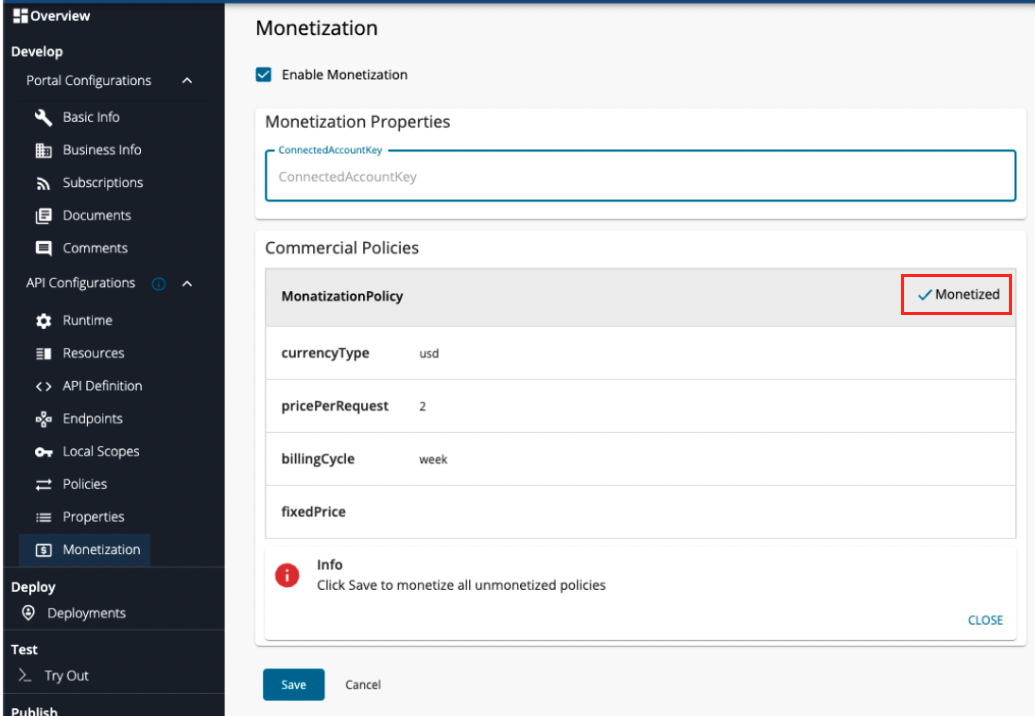 Overview
Develop
Portal Configurations
Basic Info
Business Info
Subscriptions
Documents
Comments
API Configurations
Runtime
Resources
API Definition
Endpoints
Local Scopes
Policies
Properties
Monetization
Deploy
Deployments
Test
Try Out
Publish
Monetization
Enable Monetization
Monetization Properties
ConnectedAccountKey
ConnectedAccountKey
Commercial Policies
MonatizationPolicy Monetized
currencyType usd
pricePerRequest 2
billingCycle week
fixedPrice
Info
Click Save to monetize all unmonetized policies
CLOSE
Save Cancel